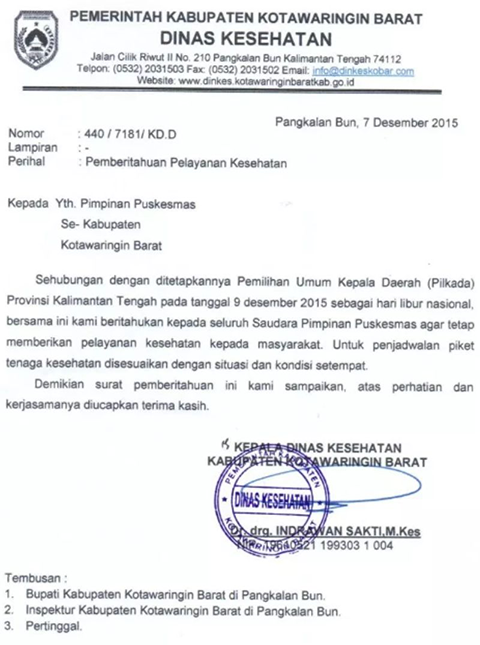 PEMERINTAH KABUPATEN KOTAWARINGIN BARAT
DINAS KESEHATAN
Jalan Cilik Riwut II No. 210 Pangkalan Bun Kalimantan Tengah 74112
Telpon: (0532) 2031503 Fax: (0532) 2031502 Email: info@dinkeskobar.com
Website: www.dinkes.kotawaringinbaratkab.go.id
Pangkalan Bun, 7 Desember 2015
Nomor : 440 / 7181/ KD.D
Lampiran : -
Perihal : Pemberitahuan Pelayanan Kesehatan
Kepada Yth. Pimpinan Puskesmas
Se- Kabupaten
Kotawaringin Barat
Sehubungan dengan ditetapkannya Pemilihan Umum Kepala Daerah (Pilkada)
Provinsi Kalimantan Tengah pada tanggal 9 desember 2015 sebagai hari libur nasional,
bersama ini kami beritahukan kepada seluruh Saudara Pimpinan Puskesmas agar tetap
memberikan pelayanan kesehatan kepada masyarakat. Untuk penjadwalan piket
tenaga kesehatan disesuaikan dengan situasi dan kondisi setempat.
Demikian surat pemberitahuan ini kami sampaikan, atas perhatian dan
kerjasamanya diucapkan terima kasih.
KEPALA DINAS KESEHATAN
KABUPATEN KOTAWARINGIN BARAT
PEMERINTAH KABUPATEN
DINAS KESEHATAN
KOTAWARINGIN BARAT
Dr. drg. INDRAWAN SAKTI,M.Kes
199303 1 004
Tembusan :
1. Bupati Kabupaten Kotawaringin Barat di Pangkalan Bun.
2. Inspektur Kabupaten Kotawaringin Barat di Pangkalan Bun.
3. Pertinggal.